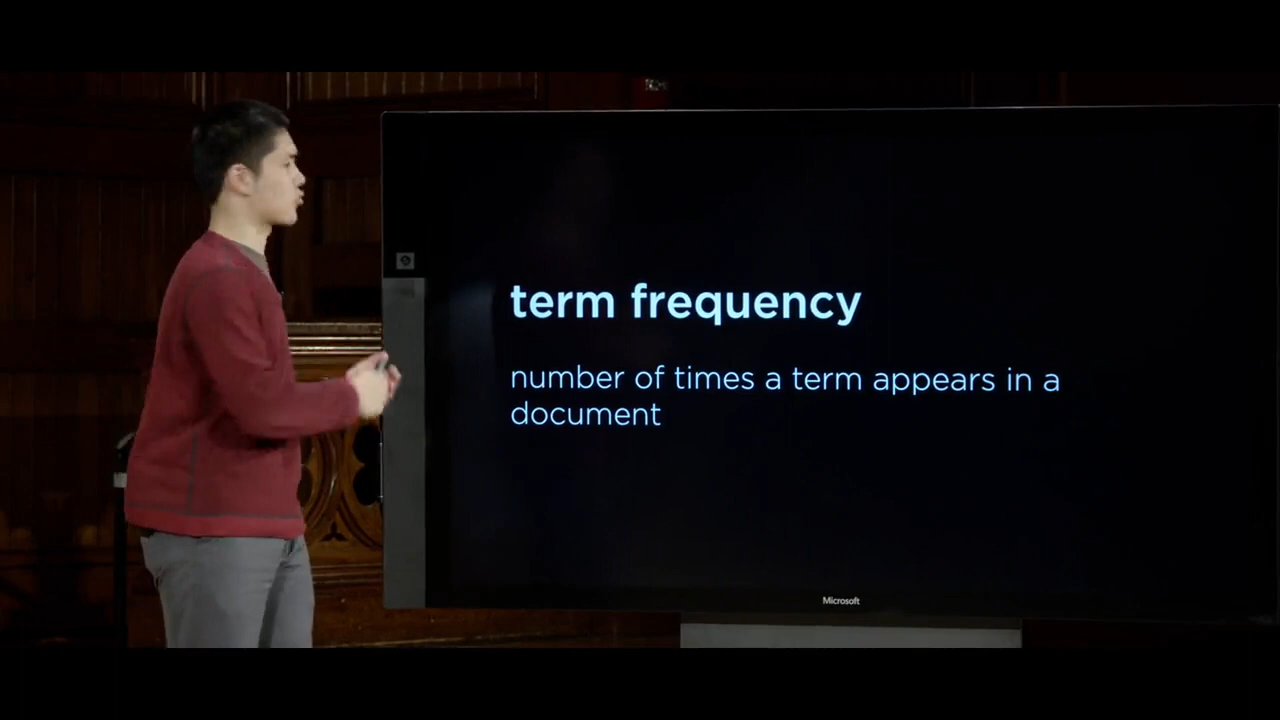 term frequency
number of times a term appears in a
document
Microsoft